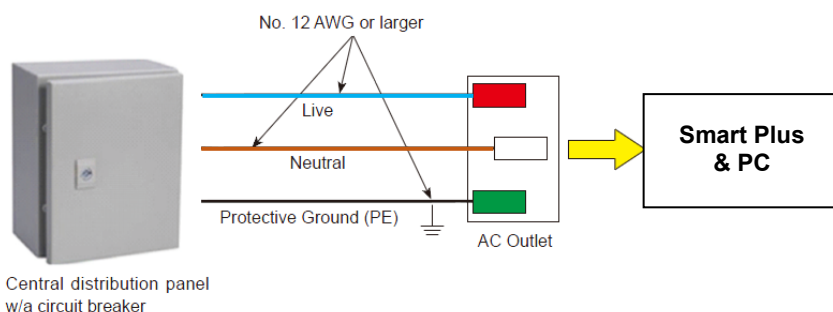 No. 12 AWG or larger
Live
Neutral
Protective Ground (PE)
AC Outlet
Smart Plus
& PC
Central distribution panel
w/a circuit breaker